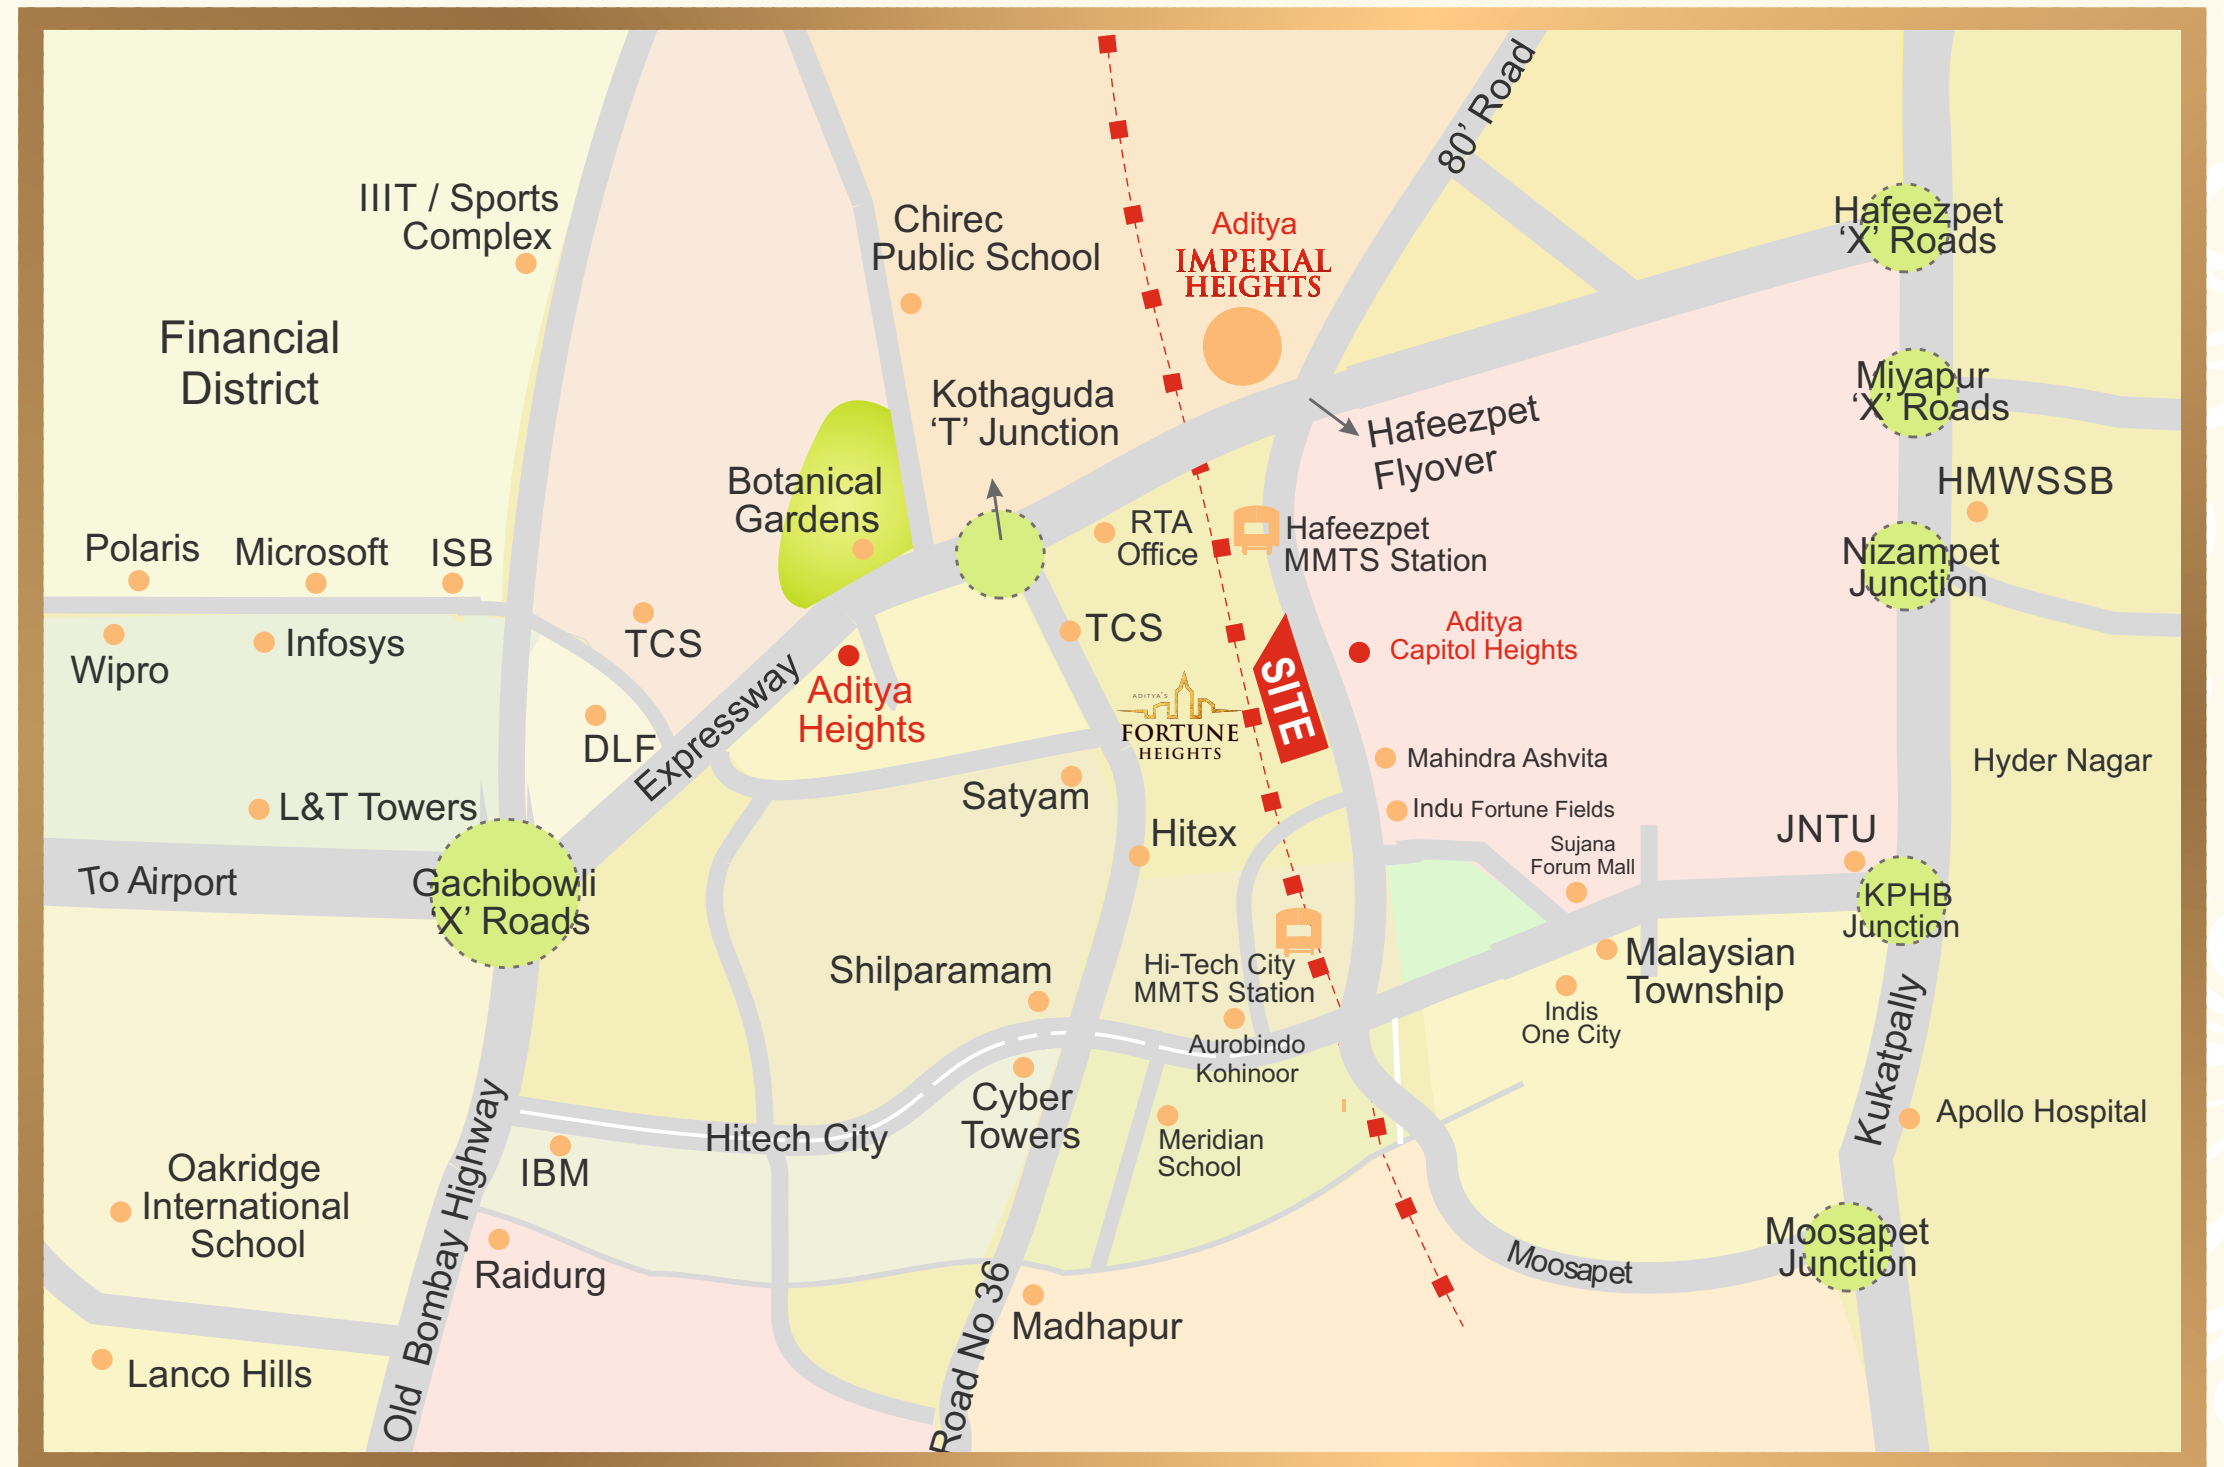 80’ Road
IIIT / Sports
Complex
Chirec
Public School
Aditya
IMPERIAL
HEIGHTS
Hafeezpet
‘X’ Roads
Financial
District
Kothaguda
‘T’ Junction
Miyapur
‘X’ Roads
Hafeezpet
Flyover
Botanical
Gardens
HMWSSB
RTA
Office
Hafeezpet
MMTS Station
Polaris
Microsoft
ISB
Nizampet
Junction
Wipro
Infosys
TCS
TCS
Aditya
Capitol Heights
Aditya
Heights
SITE
ADITYA'S
FORTUNE
HEIGHTS
DLF
Expressway
Mahindra Ashvita
Hyder Nagar
Satyam
L&T Towers
Hitex
Indu Fortune Fields
Sujana
Forum Mall
JNTU
To Airport
Gachibowli
‘X’ Roads
KPHB
Junction
Shilparamam
Hi-Tech City
MMTS Station
Malaysian
Township
Indis
One City
Aurobindo
Kohinoor
Kukatpally
Cyber
Towers
Apollo Hospital
Hitech City
Meridian
School
IBM
Oakridge
International
School
Old Bombay Highway
Raidurg
Moosapet
Moosapet
Junction
Road No 36
Madhapur
Lanco Hills